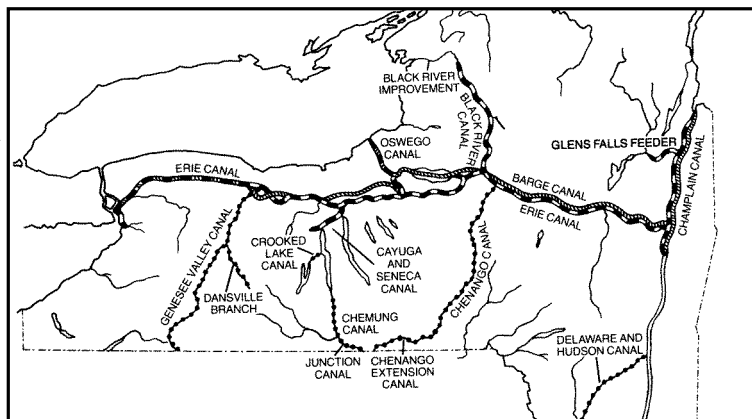 BLACK RIVER
IMPROVEMENT
BLACK RIVER
CANAL
OSWEGO
CANAL
GLENS FALLS FEEDER
CHAMPLAIN CANAL
ERIE CANAL
BARGE CANAL
ERIE CANAL
GENESEE VALLEY CANAL
CROOKED
LAKE
CANAL
CAYUGA AND
SENECA
CANAL
CHENANGO CANAL
DANSVILLE
BRANCH
CHEMUNG
CANAL
JUNCTION
CANAL
CHENANGO
EXTENSION
CANAL
DELAWARE AND
HUDSON CANAL